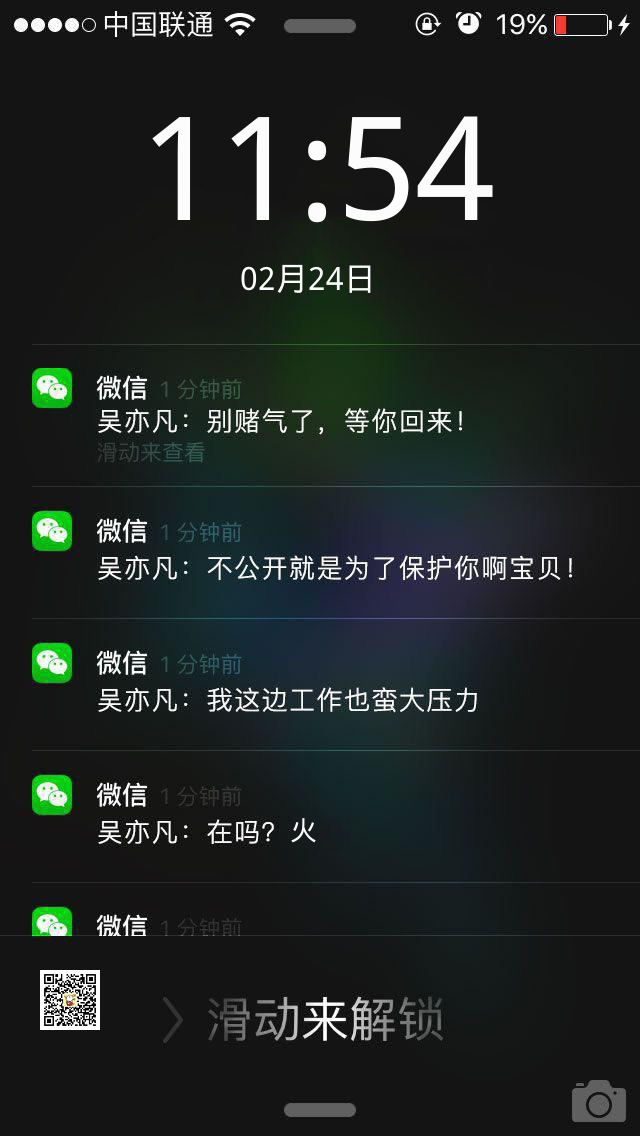 中国联通 19%
11:54
02月24日
微信 1分钟前
吴亦凡：别赌气了，等你回来！
滑动来查看
微信 1分钟前
吴亦凡：不公开就是为了保护你啊宝贝！
微信 1分钟前
吴亦凡：我这边工作也蛮大压力
微信 1分钟前
吴亦凡：在吗？火
微信 1分钟前
滑动来解锁